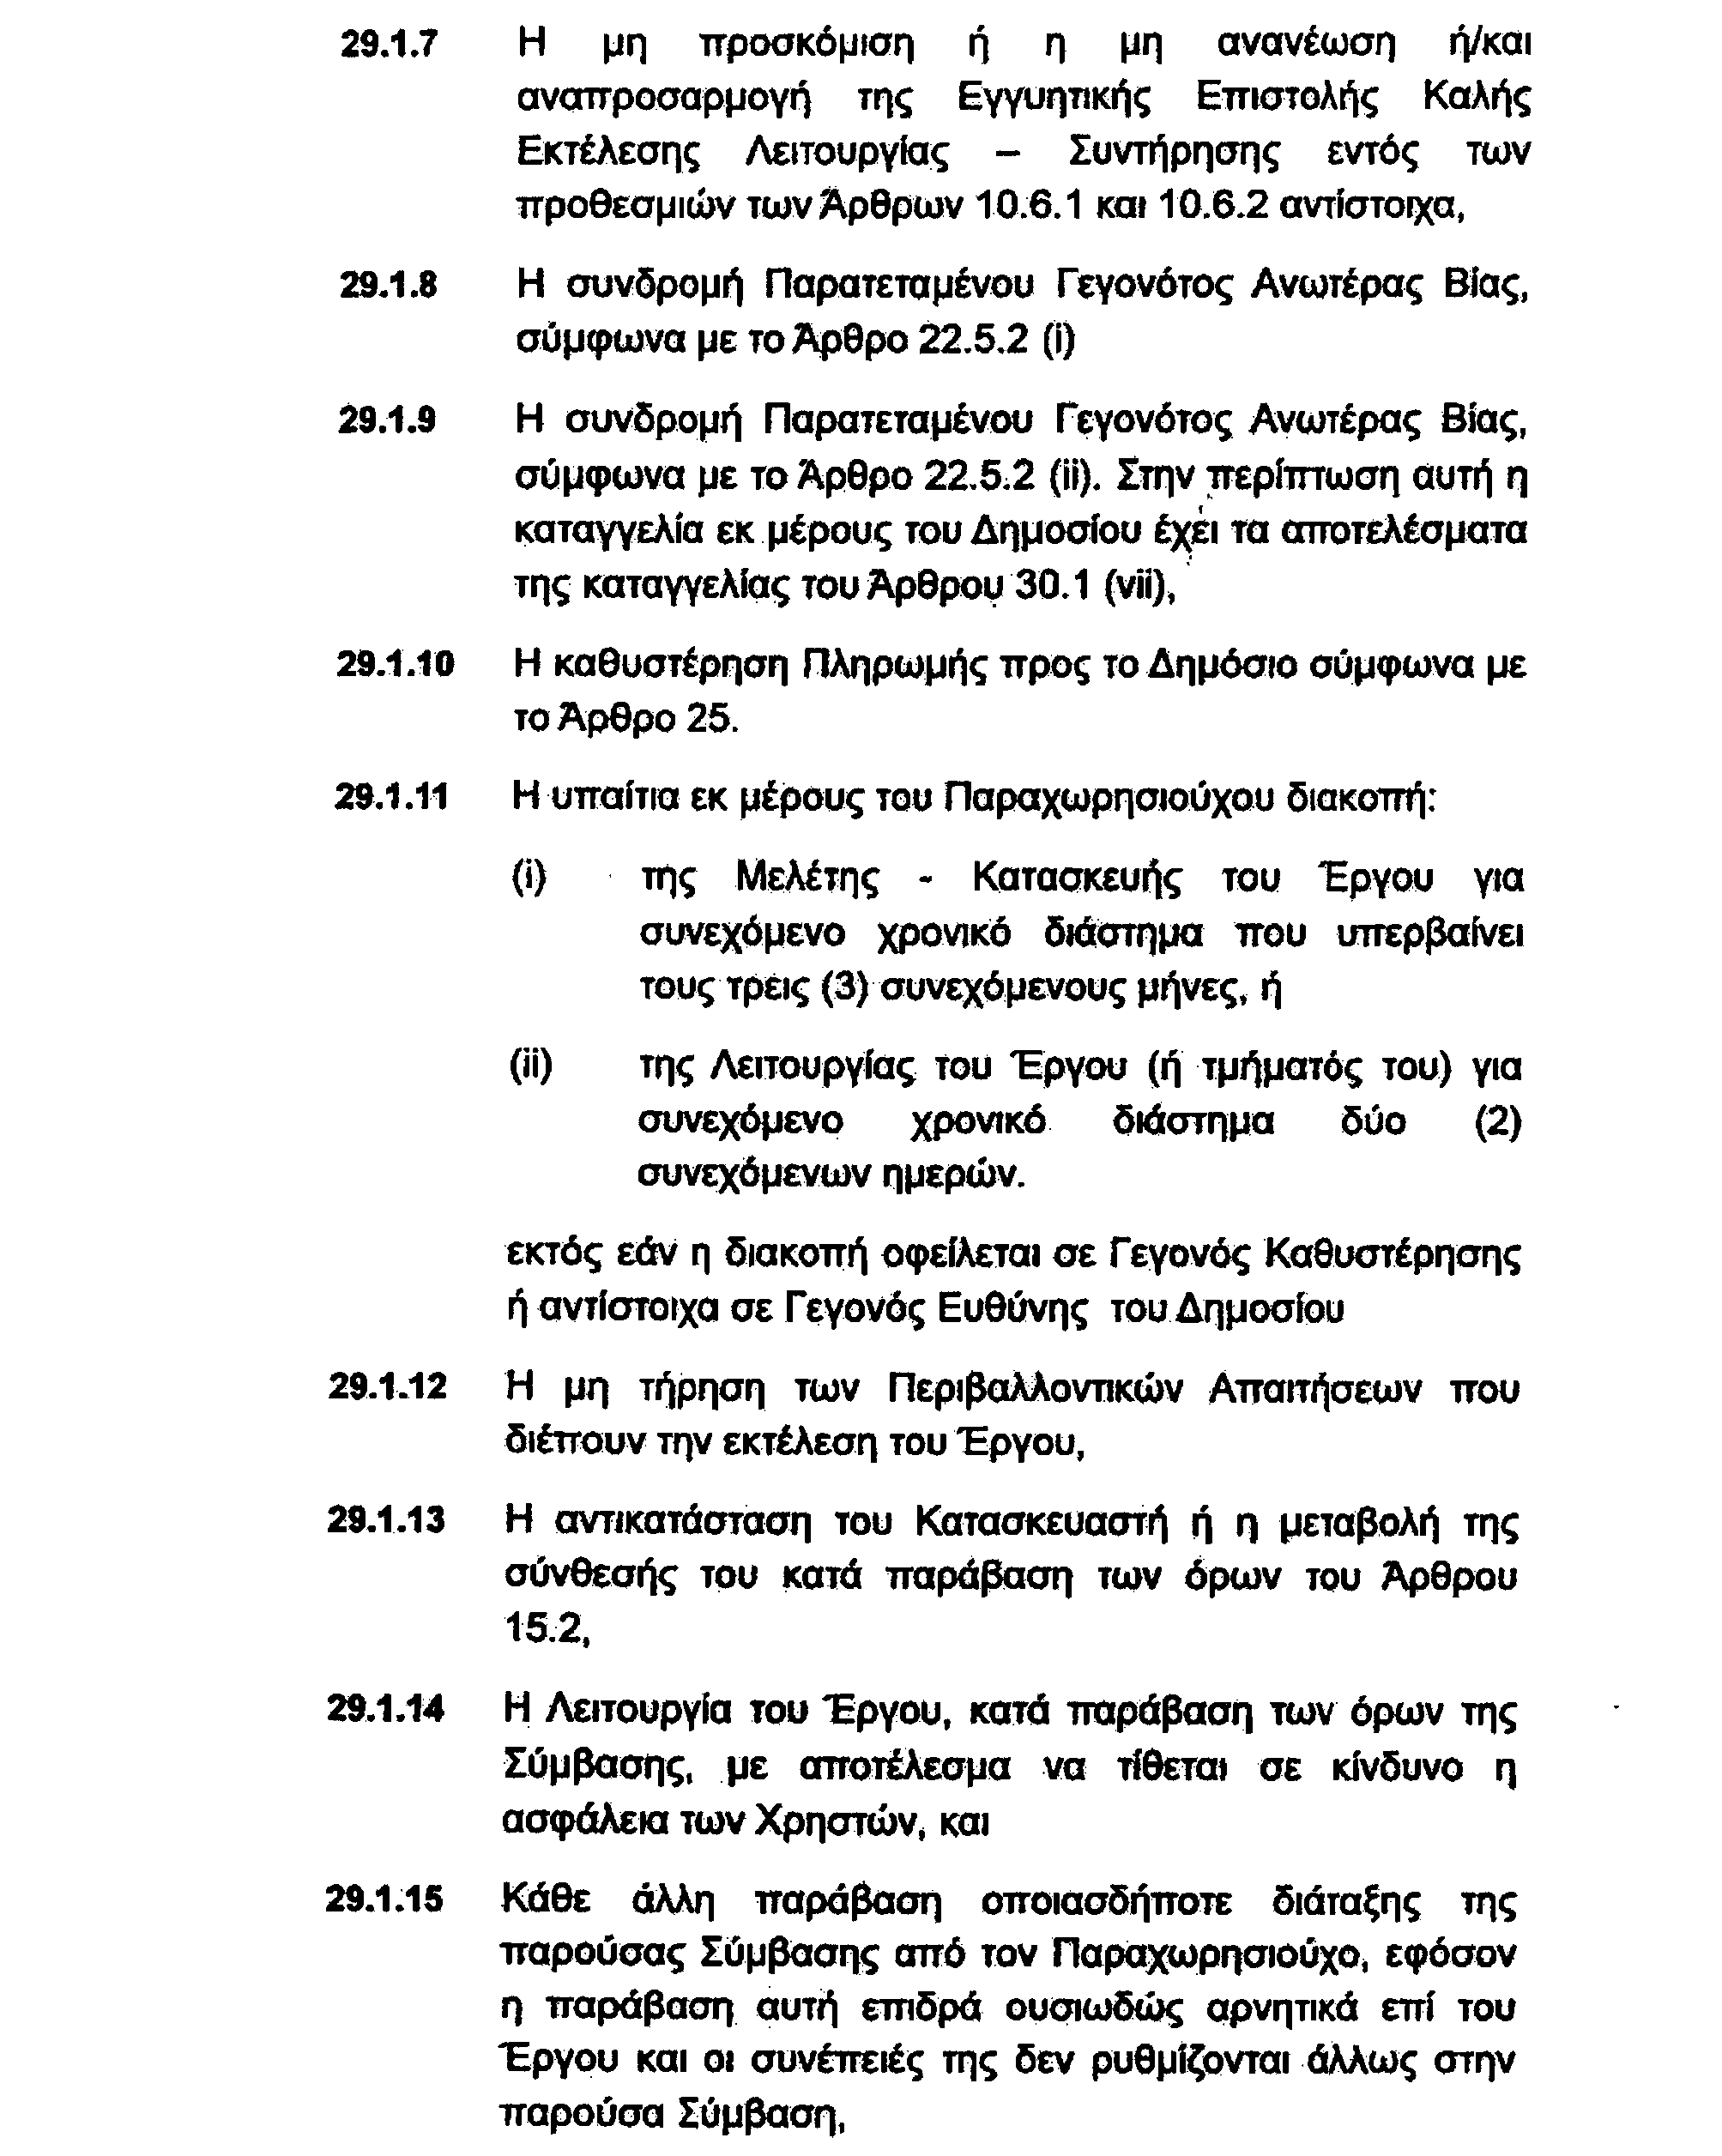 29.1.7 Η μη προσκόμιση ή η μη ανανέωση ή/και
αναπροσαρμογή της Εγγυητικής Επιστολής Καλής
Εκτέλεσης Λειτουργίας – Συντήρησης εντός των
προθεσμιών των Άρθρων 10.6.1 και 10.6.2 αντίστοιχα,
29.1.8 Η συνδρομή Παρατεταμένου Γεγονότος Ανωτέρας Βίας,
σύμφωνα με το Άρθρο 22.5.2 (i)
29.1.9 Η συνδρομή Παρατεταμένου Γεγονότος Ανωτέρας Βίας,
σύμφωνα με το Άρθρο 22.5.2 (ii). Στην περίπτωση αυτή η
καταγγελία εκ μέρους του Δημοσίου έχει τα αποτελέσματα
της καταγγελίας του Άρθρου 30.1 (vii),
29.1.10 Η καθυστέρηση Πληρωμής προς το Δημόσιο σύμφωνα με
το Άρθρο 25.
29.1.11 Η υπαίτια εκ μέρους του Παραχωρησιούχου διακοπή:
(i) της Μελέτης - Κατασκευής του Έργου για
συνεχόμενο χρονικό διάστημα που υπερβαίνει
τους τρεις (3) συνεχόμενους μήνες, ή
(ii) της Λειτουργίας του Έργου (ή τμήματός του) για
συνεχόμενο χρονικό διάστημα δύο (2)
συνεχόμενων ημερών.
εκτός εάν η διακοπή οφείλεται σε Γεγονός Καθυστέρησης
ή αντίστοιχα σε Γεγονός Ευθύνης του Δημοσίου
29.1.12 Η μη τήρηση των Περιβαλλοντικών Απαιτήσεων που
διέπουν την εκτέλεση του Έργου,
29.1.13 Η αντικατάσταση του Κατασκευαστή ή η μεταβολή της
σύνθεσής του κατά παράβαση των όρων του Άρθρου
15.2,
29.1.14 Η Λειτουργία του Έργου, κατά παράβαση των όρων της
Σύμβασης, με αποτέλεσμα να τίθεται σε κίνδυνο η
ασφάλεια των Χρηστών, και
29.1.15 Κάθε άλλη παράβαση οποιασδήποτε διάταξης της
παρούσας Σύμβασης από τον Παραχωρησιούχο, εφόσον
η παράβαση αυτή επιδρά ουσιωδώς αρνητικά επί του
Έργου και οι συνέπειές της δεν ρυθμίζονται άλλως στην
παρούσα Σύμβαση,